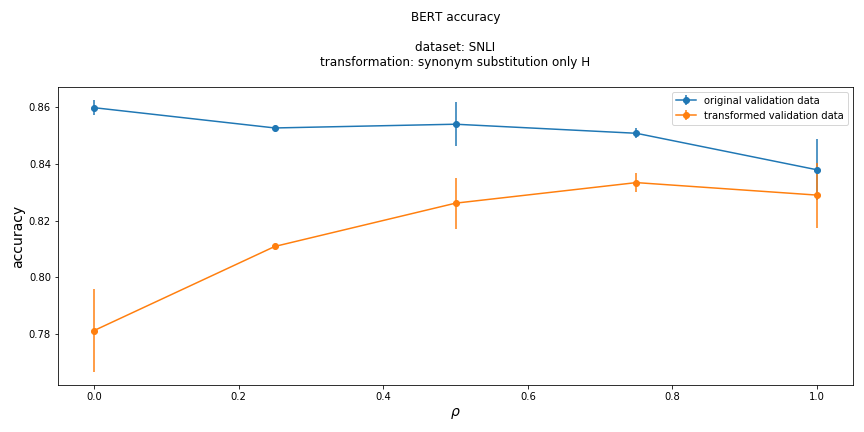 BERT accuracy
dataset: SNLI
transformation: synonym substitution only H
original validation data
transformed validation data
0.86
0.84
0.82
0.80
0.78
accuracy
0.0 0.2 0.4 0.6 0.8 1.0
ρ